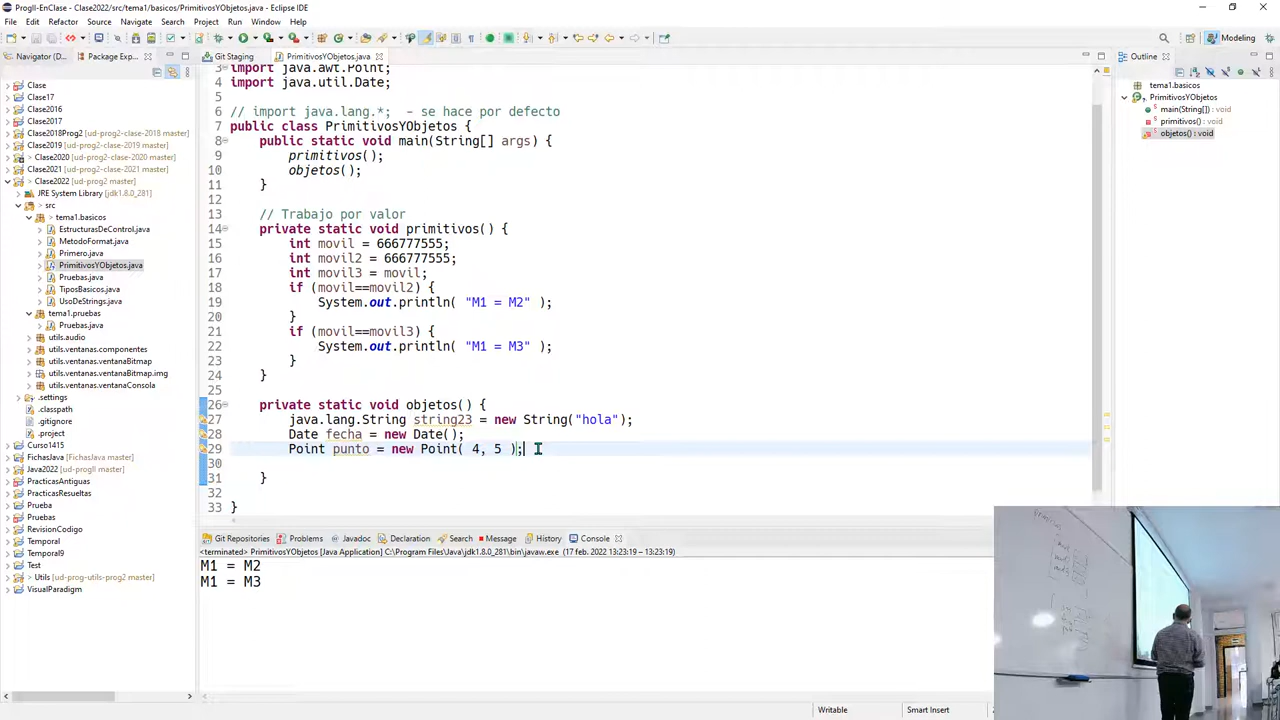 ProgII-EnClase - Clase2022/src/tema1/basicos/PrimitivosYObjetos.java - Eclipse IDE
File Edit Refactor Source Navigate Search Project Run Window Help
Modeling
Navigator
Package Exp...
Git Staging
PrimitivosYObjetos.java
Outline
Clase
Clase17
Clase2016
Clase2017
Clase2018Prog2 [ud-prog2-clase-2018 master]
Clase2019 [ud-prog2-clase-2019 master]
> Clase2020 [ud-prog2-clase-2020 master]
Clase2021 [ud-prog2-clase-2021 master]
> Clase2022 [ud-prog2 master]
JRE System Library [jdk1.8.0_281]
> src
> tema1.basicos
EstructurasDeControl.java
MetodoFormat.java
Primero.java
PrimitivosYObjetos.java
Pruebas.java
TiposBasicos.java
UsoDeStrings.java
tema1.pruebas
Pruebas.java
utils.audio
utils.ventanas.componentes
utils.ventanas.ventanaBitmap
utils.ventanas.ventanaBitmap.img
utils.ventanas.ventanaConsola
.settings
.classpath
.gitignore
.project
Curso1415
fempujPragII
Java2022 [ud-prog2 master]
PracticasProgII
PruebasResueltas
Prueba
Pruebas
RevisionCodigo
Temporal
Temporal9
Test
> Utils [ud-prog-utils-prog2 master]
VisualParadigm
3 import java.awt.Point;
4 import java.util.Date;
5
6 // import java.lang.*; - se hace por defecto
7 public class PrimitivosYObjetos {
8 public static void main(String[] args) {
9 primitivos();
10 objetos();
11 }
12
13 // Trabajo por valor
14 private static void primitivos() {
15 int movil = 666777555;
16 int movil2 = 666777555;
17 int movil3 = movil;
18 if (movil==movil2) {
19 System.out.println( "M1 = M2" );
20 }
21 if (movil==movil3) {
22 System.out.println( "M1 = M3" );
23 }
24 }
25
26 private static void objetos() {
27 java.lang.String string23 = new String("hola");
28 Date fecha = new Date();
29 Point punto = new Point( 4, 5 );
30
31 }
32
33 }
tema1.basicos
PrimitivosYObjetos
main(String[]) : void
primitivos() : void
objetos() : void
Git Repositories
Problems
Javadoc
Declaration
Search
Message
History
Console
<terminated> PrimitivosYObjetos [Java Application] C:\Program Files\Java\jdk1.8.0_281\bin\javaw.exe (17 feb. 2022 13:23:19 – 13:23:19)
M1 = M2
M1 = M3
Writable
Smart Insert